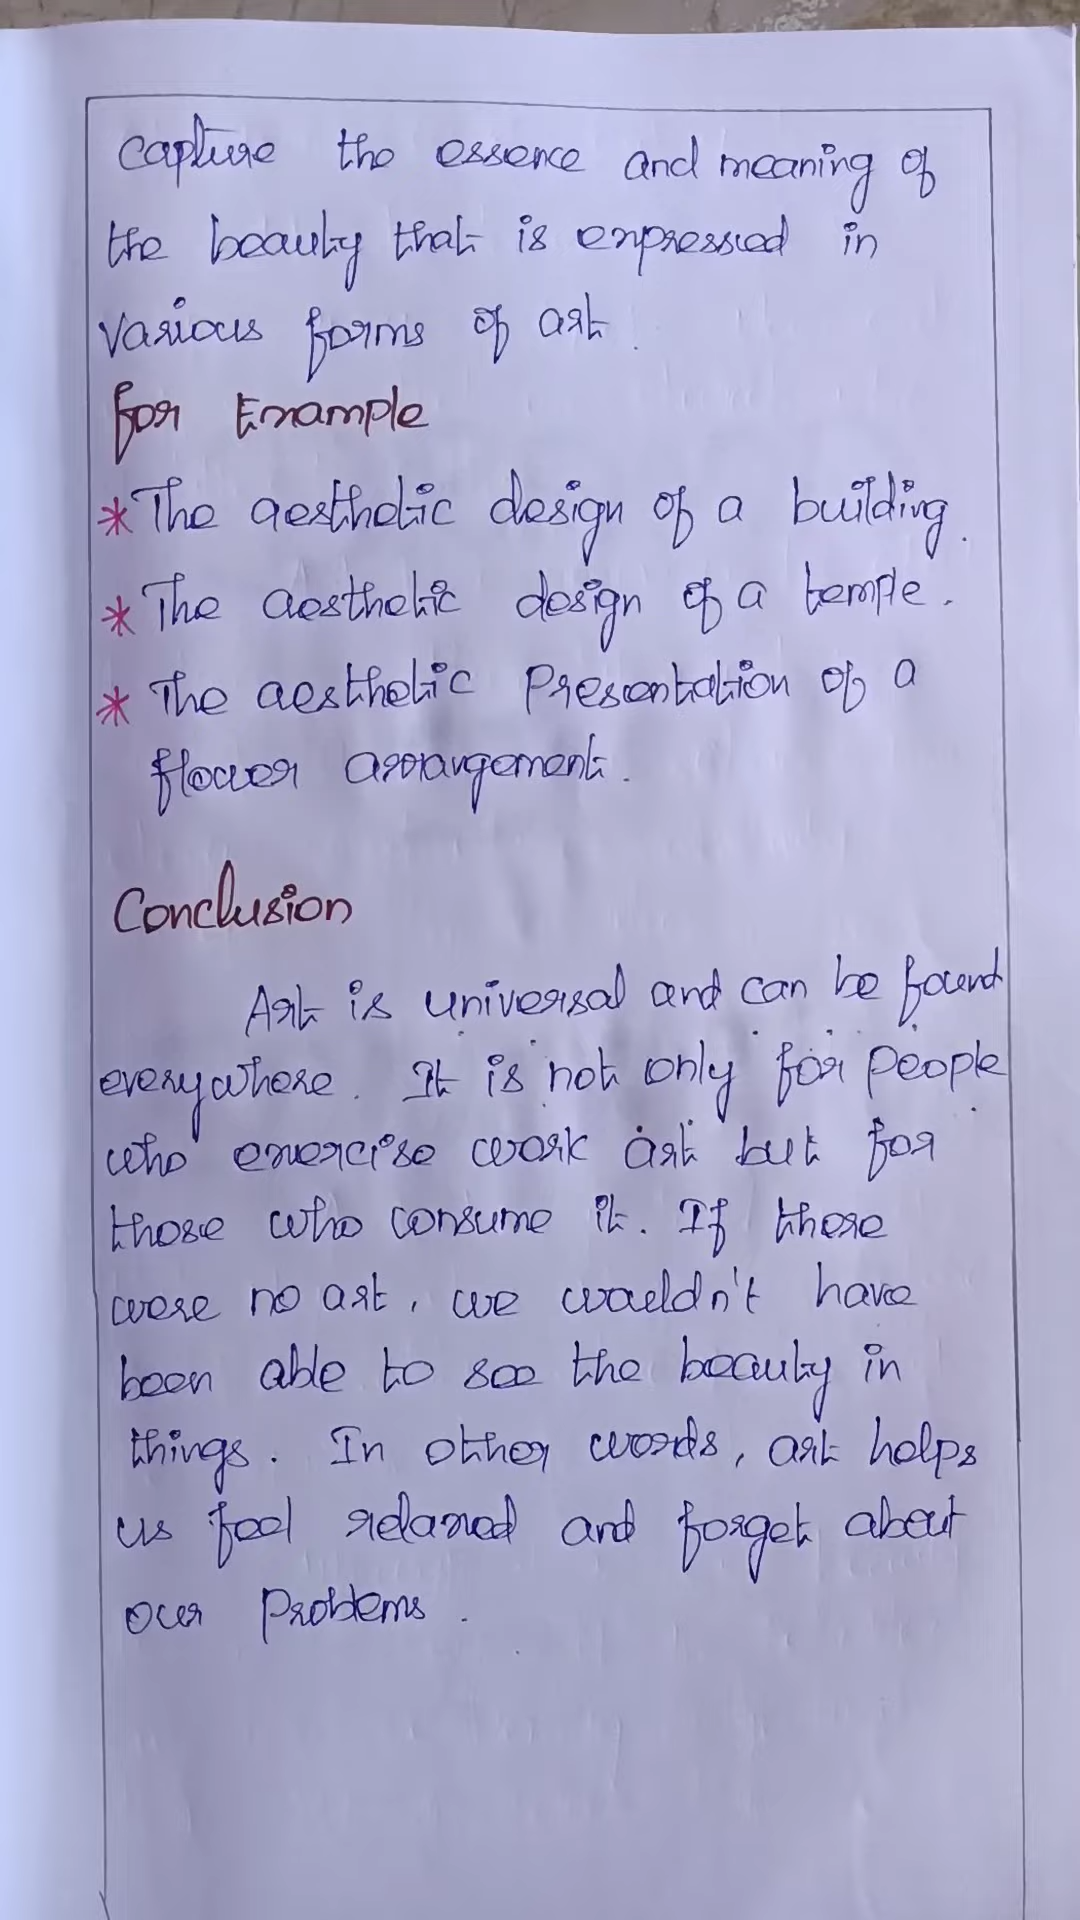 Capture the essence and meaning of
the beauty that is expressed in
Various forms of art.
for Example
* The aesthetic design of a building.
* The aesthetic design of a temple.
* The aesthetic Presentation of a
flower arrangement.
Conclusion
Art is universal and can be found
everywhere. It is not only for people
who exercise work art but for
those who consume it. If there
were no art, we wouldn't have
been able to see the beauty in
things. In other words, art helps
us feel relaxed and forget about
our Problems.